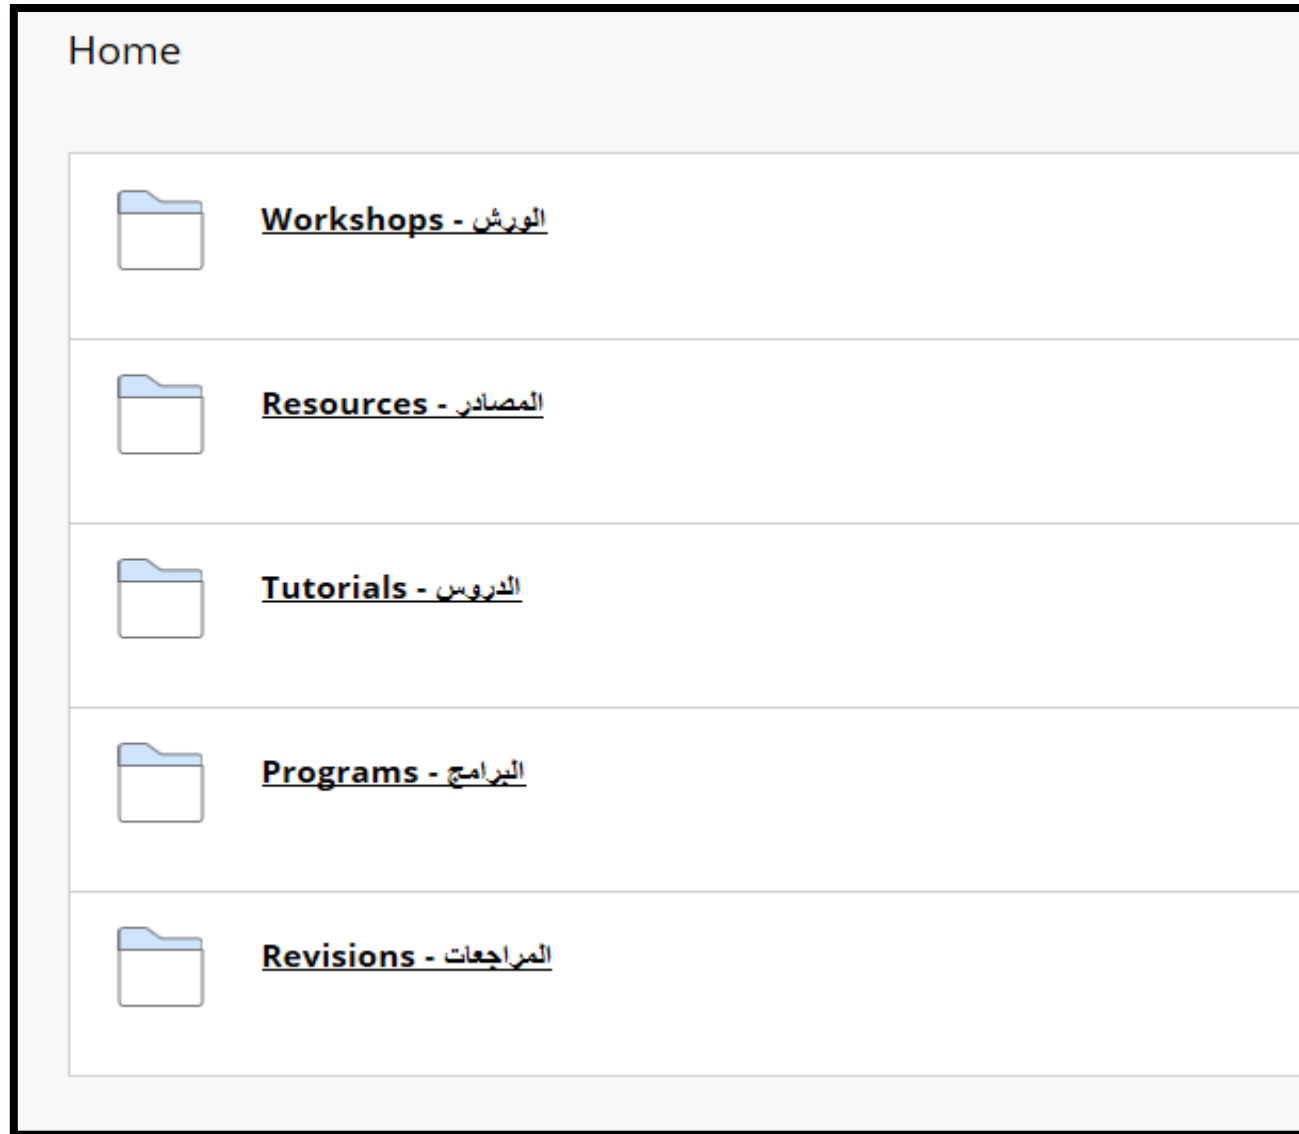 Home
Workshops - الورش
Resources - المصادر
Tutorials - الدروس
Programs - البرامج
Revisions - المراجعات